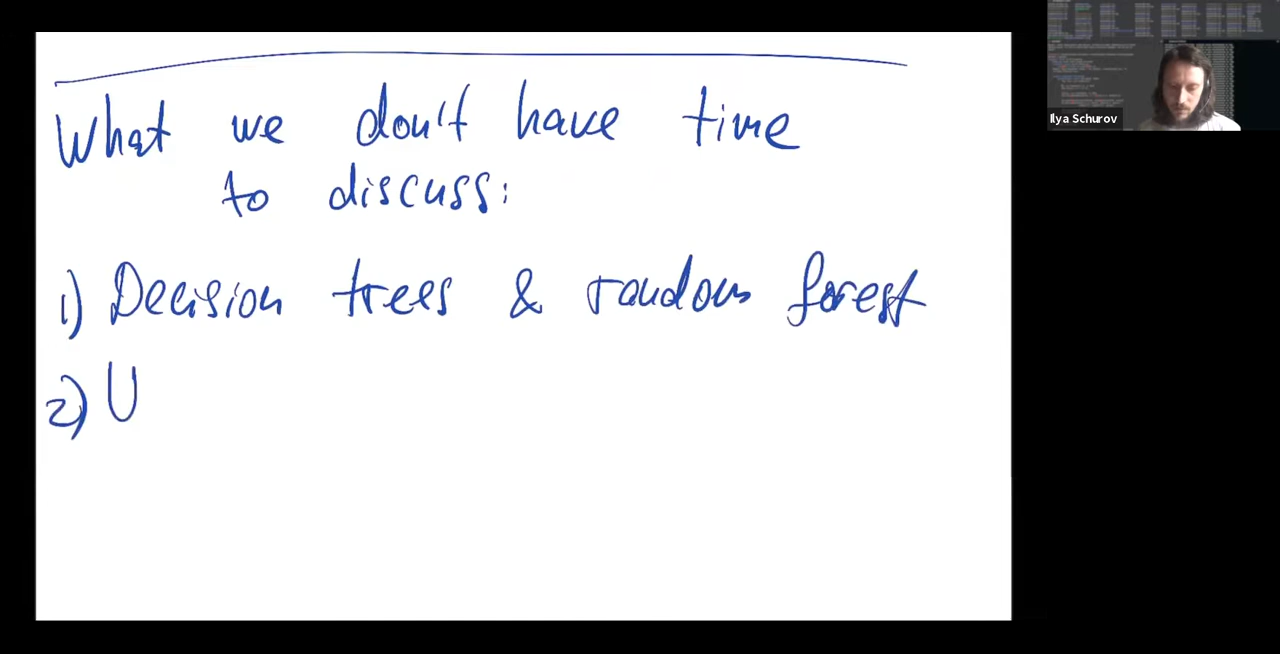 What we don't have time
to discuss:
1) Decision trees & random forest
2) U
Ilya Schurov